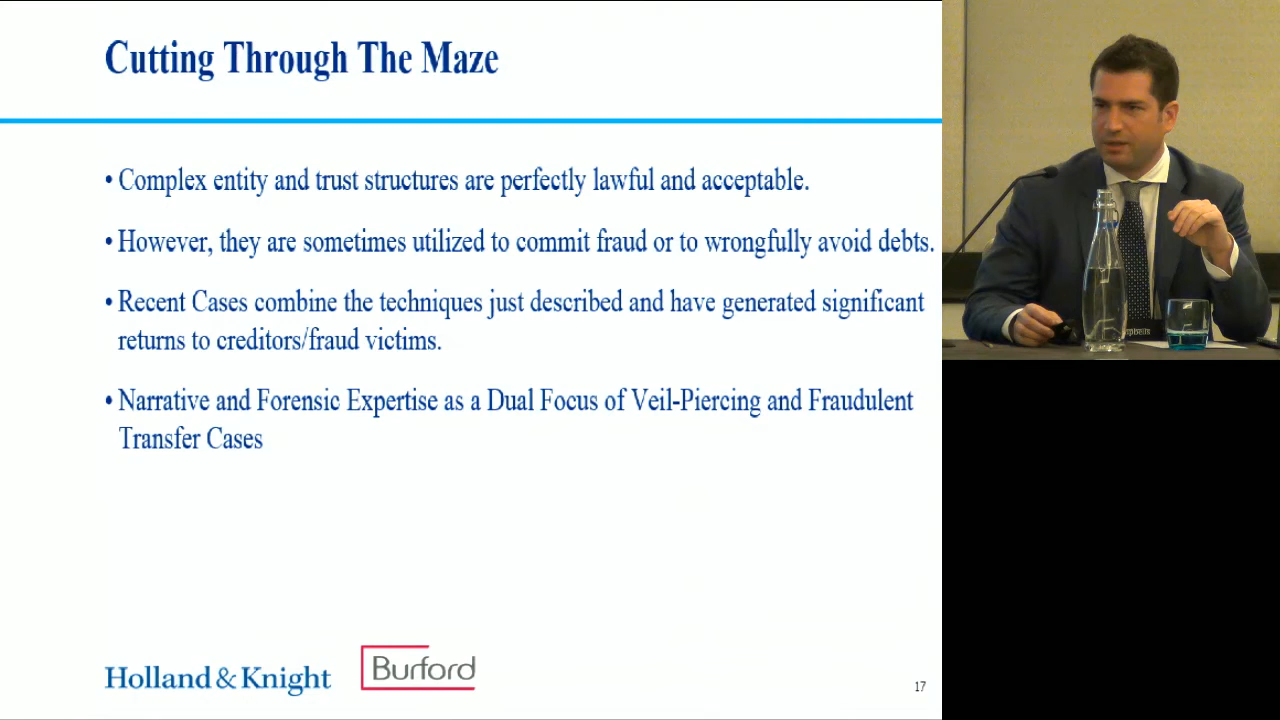 Cutting Through The Maze
• Complex entity and trust structures are perfectly lawful and acceptable.
• However, they are sometimes utilized to commit fraud or to wrongfully avoid debts.
• Recent Cases combine the techniques just described and have generated significant
returns to creditors/fraud victims.
• Narrative and Forensic Expertise as a Dual Focus of Veil-Piercing and Fraudulent
Transfer Cases
Holland & Knight
Burford
17